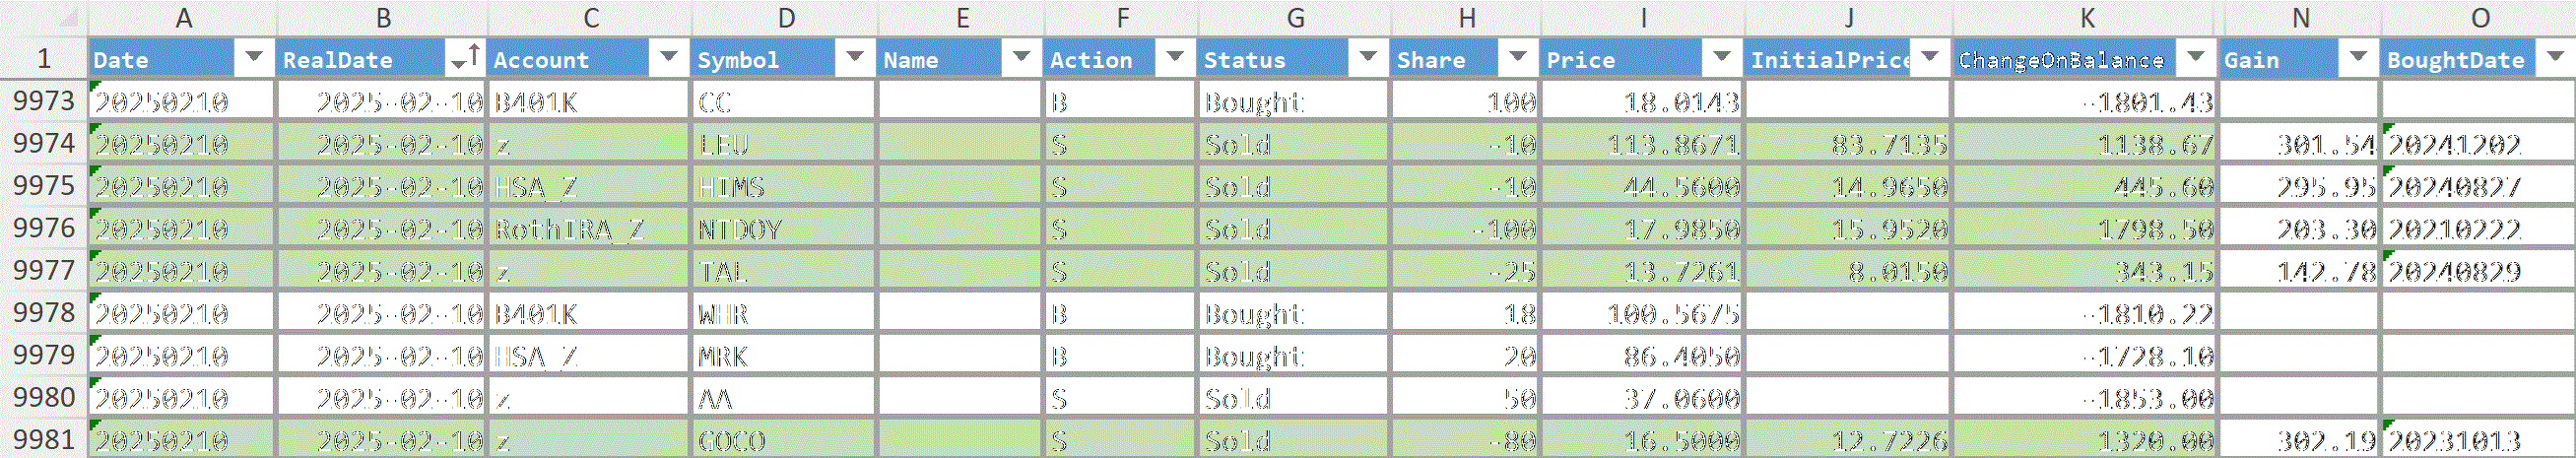 A B C D E F G H I J K N O
1 Date RealDate Account Symbol Name Action Status Share Price InitialPrice ChangeOnBalance Gain BoughtDate
9973 20250210 2025-02-10 B401K CC B Bought 100 18.0143 -1801.43
9974 20250210 2025-02-10 z LEU S Sold -10 113.8671 83.7135 1138.67 301.54 20241202
9975 20250210 2025-02-10 HSA_Z HIMS S Sold -10 44.5600 14.9650 445.60 295.95 20240827
9976 20250210 2025-02-10 RothIRA_Z NTDOY S Sold -100 17.9850 15.9520 1798.50 203.30 20210222
9977 20250210 2025-02-10 z TAL S Sold -25 13.7261 8.0150 343.15 142.78 20240829
9978 20250210 2025-02-10 B401K WHR B Bought 18 100.5675 -1810.22
9979 20250210 2025-02-10 HSA_Z MRK B Bought 20 86.4050 -1728.10
9980 20250210 2025-02-10 z AA S Sold 50 37.0600 -1853.00
9981 20250210 2025-02-10 z GOCO S Sold -80 16.5000 12.7226 1320.00 302.19 20231013